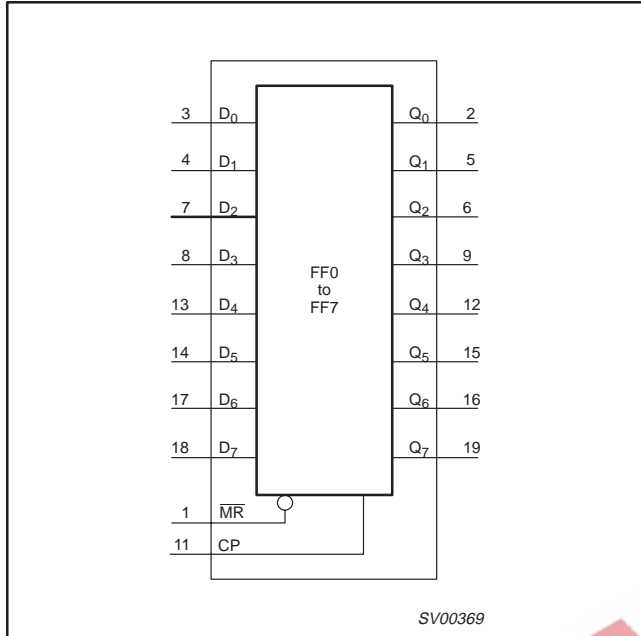 3 D0 Q0 2
4 D1 Q1 5
7 D2 Q2 6
8 D3 Q3 9
FF0
to
FF7
13 D4 Q4 12
14 D5 Q5 15
17 D6 Q6 16
18 D7 Q7 19
1 M̅R̅
11 CP
SV00369